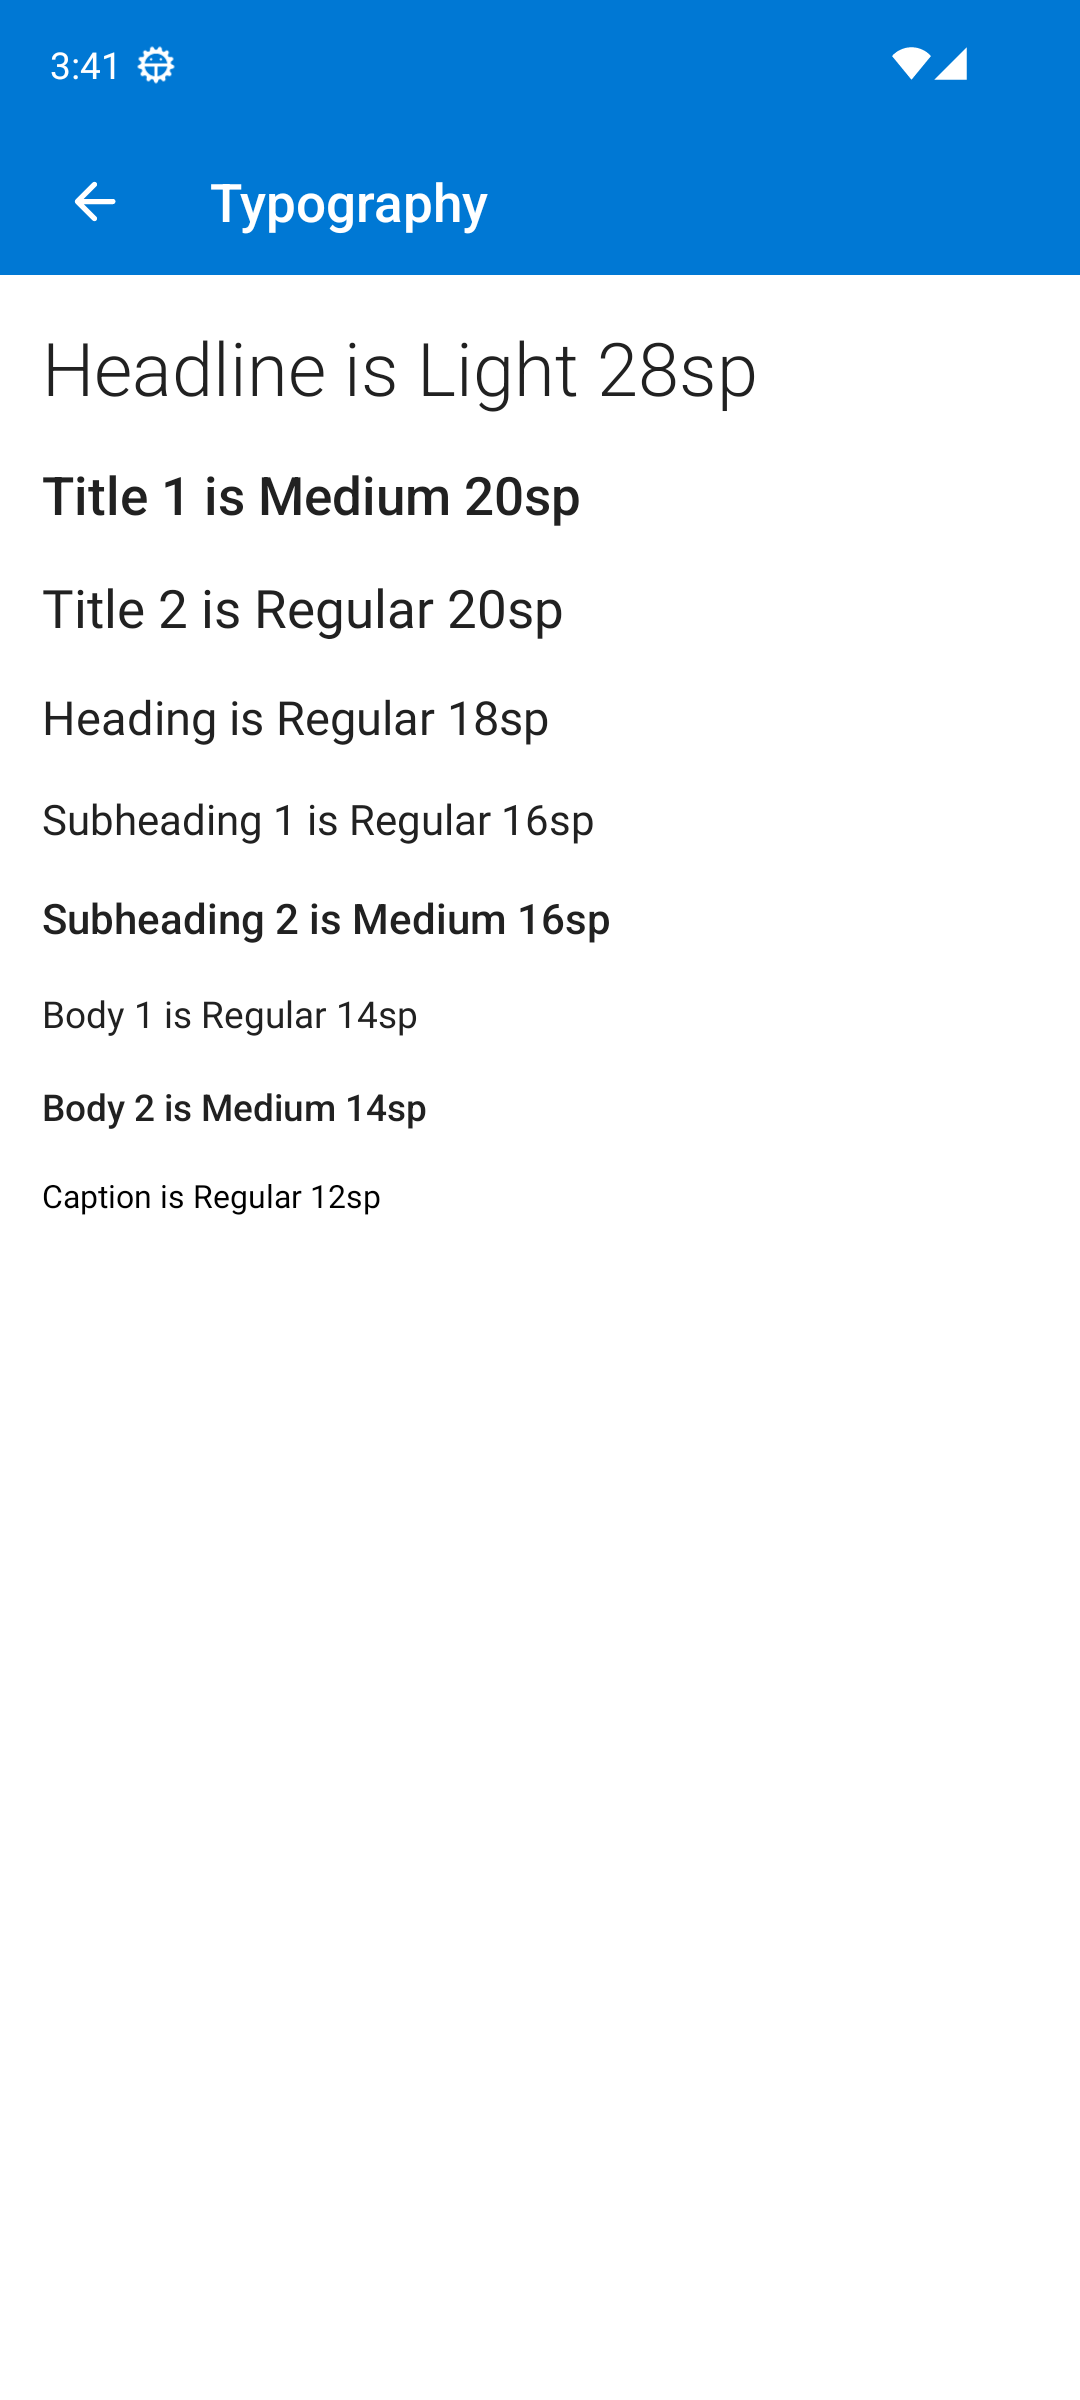 3:41
Typography
Headline is Light 28sp
Title 1 is Medium 20sp
Title 2 is Regular 20sp
Heading is Regular 18sp
Subheading 1 is Regular 16sp
Subheading 2 is Medium 16sp
Body 1 is Regular 14sp
Body 2 is Medium 14sp
Caption is Regular 12sp